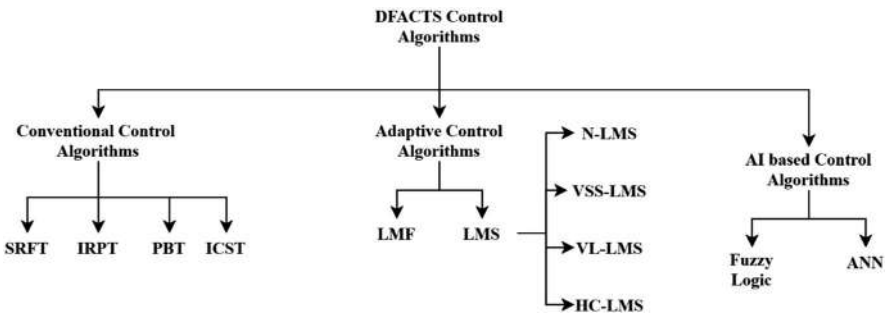 DFACTS Control
Algorithms
Conventional Control
Algorithms
SRFT
IRPT
PBT
ICST
Adaptive Control
Algorithms
LMF
LMS
N-LMS
VSS-LMS
VL-LMS
HC-LMS
AI based Control
Algorithms
Fuzzy
Logic
ANN